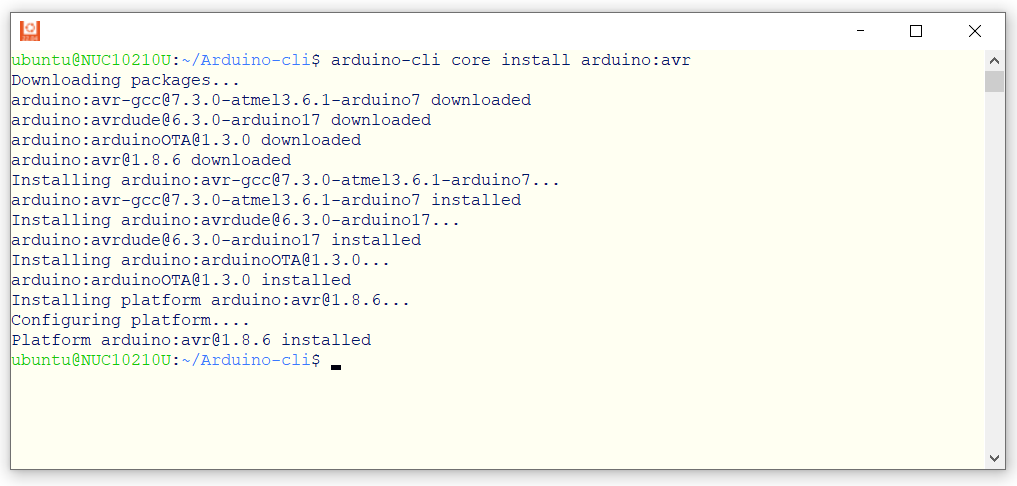 ubuntu@NUC10210U:~/Arduino-cli$ arduino-cli core install arduino:avr
Downloading packages...
arduino:avr-gcc@7.3.0-atmel3.6.1-arduino7 downloaded
arduino:avrdude@6.3.0-arduino17 downloaded
arduino:arduinoOTA@1.3.0 downloaded
arduino:avr@1.8.6 downloaded
Installing arduino:avr-gcc@7.3.0-atmel3.6.1-arduino7...
arduino:avr-gcc@7.3.0-atmel3.6.1-arduino7 installed
Installing arduino:avrdude@6.3.0-arduino17...
arduino:avrdude@6.3.0-arduino17 installed
Installing arduino:arduinoOTA@1.3.0...
arduino:arduinoOTA@1.3.0 installed
Installing platform arduino:avr@1.8.6...
Configuring platform....
Platform arduino:avr@1.8.6 installed
ubuntu@NUC10210U:~/Arduino-cli$